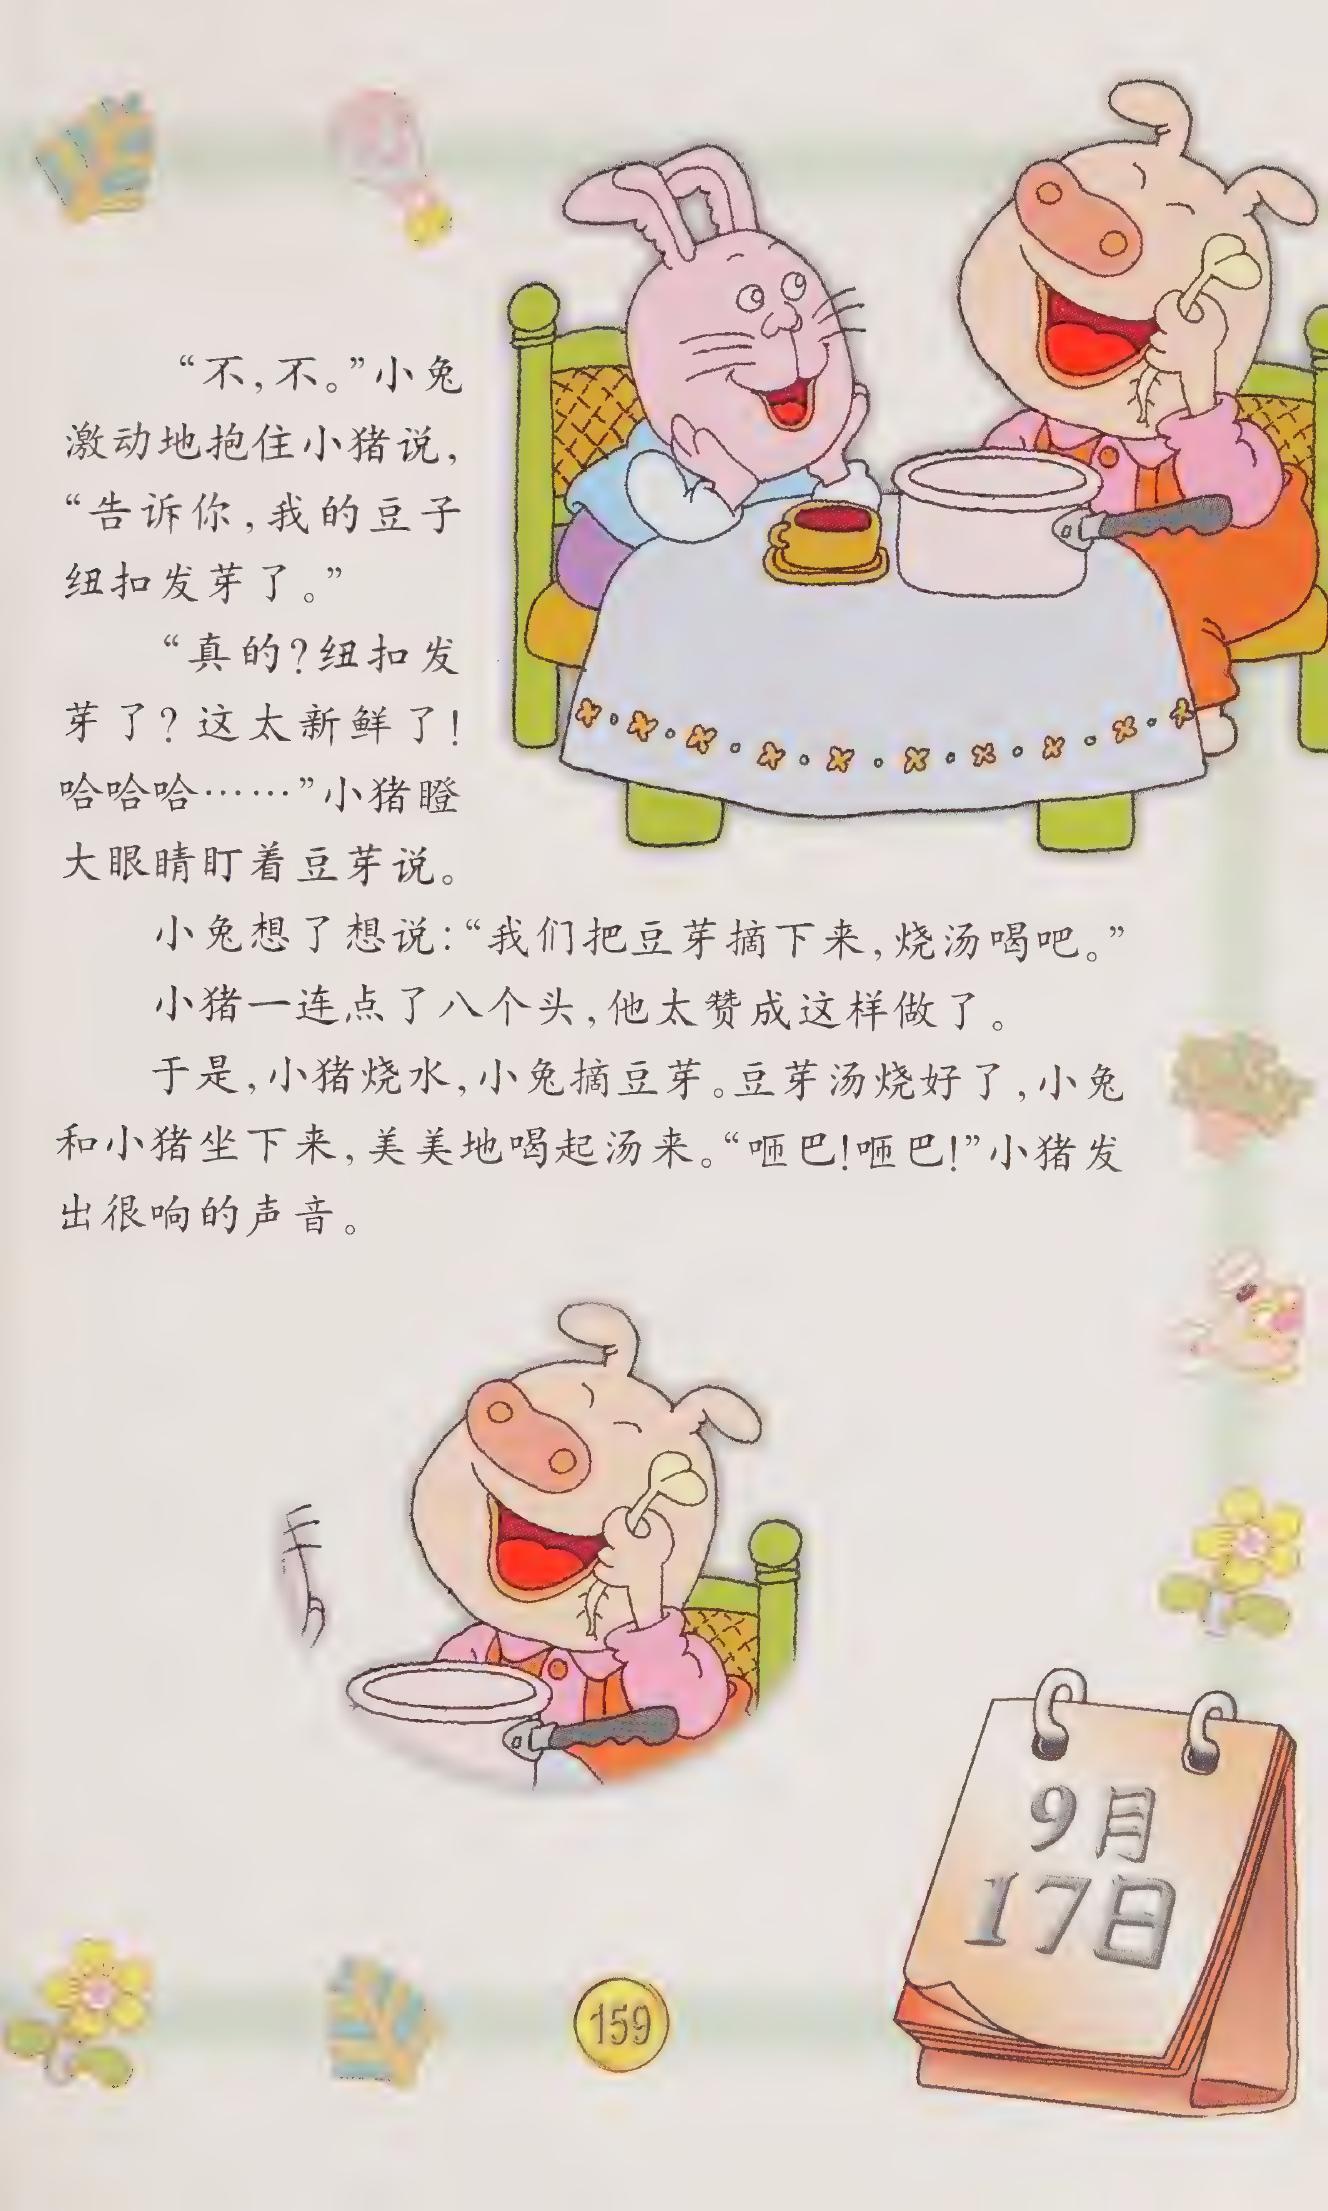 “不，不。”小兔
激动地抱住小猪说，
“告诉你，我的豆子
纽扣发芽了。”
“真的？纽扣发
芽了？这太新鲜了！
哈哈哈……”小猪瞪
大眼睛盯着豆芽说。
小兔想了想说：“我们把豆芽摘下来，烧汤喝吧。”
小猪一连点了八个头，他太赞成这样做了。
于是，小猪烧水，小兔摘豆芽。豆芽汤烧好了，小兔
和小猪坐下来，美美地喝起汤来。“咂巴！咂巴！”小猪发
出很响的声音。
9月
17日
159